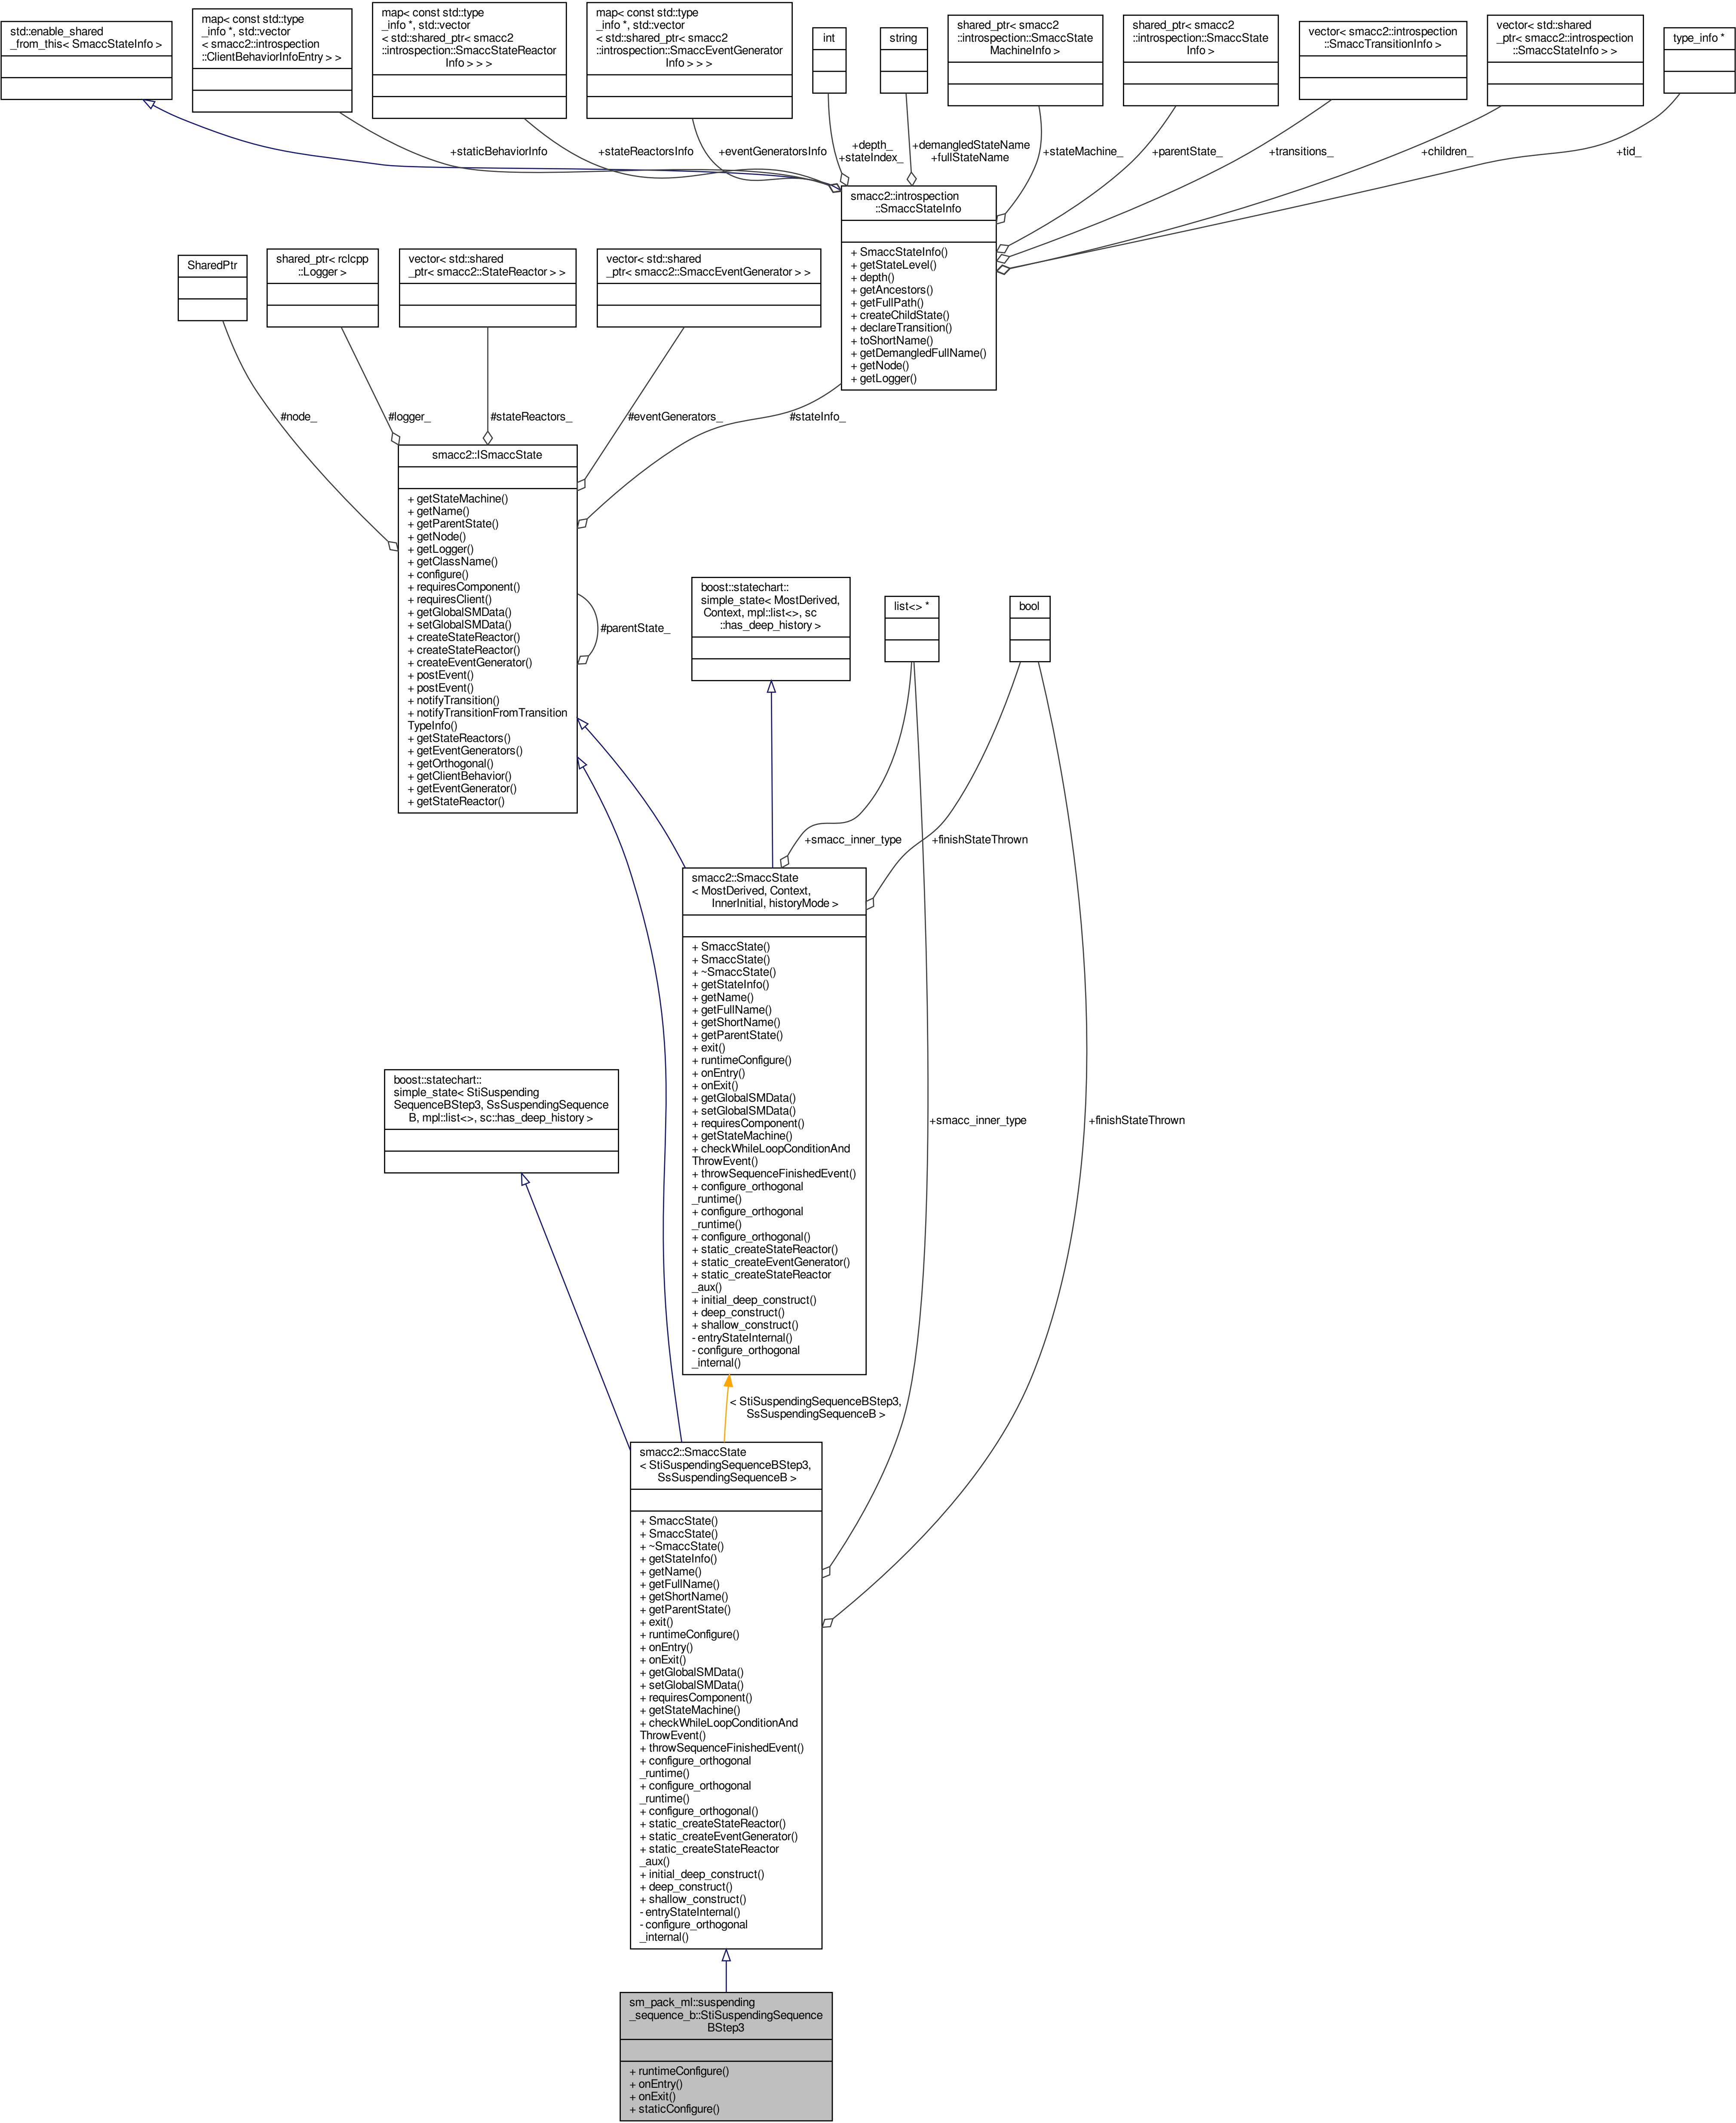 std::enable_shared
_from_this< SmaccStateInfo >
map< const std::type
_info *, std::vector
< smacc2::introspection
::ClientBehaviorInfoEntry > >
map< const std::type
_info *, std::vector
< std::shared_ptr< smacc2
::introspection::SmaccStateReactor
Info > > >
map< const std::type
_info *, std::vector
< std::shared_ptr< smacc2
::introspection::SmaccEventGenerator
Info > > >
int
string
shared_ptr< smacc2
::introspection::SmaccState
MachineInfo >
shared_ptr< smacc2
::introspection::SmaccState
Info >
vector< smacc2::introspection
::SmaccTransitionInfo >
vector< std::shared
_ptr< smacc2::introspection
::SmaccStateInfo > >
type_info *
+staticBehaviorInfo
+stateReactorsInfo
+eventGeneratorsInfo
+depth_
+stateIndex_
+demangledStateName
+fullStateName
+stateMachine_
+parentState_
+transitions_
+children_
+tid_
smacc2::introspection
::SmaccStateInfo
+ SmaccStateInfo()
+ getStateLevel()
+ depth()
+ getAncestors()
+ getFullPath()
+ createChildState()
+ declareTransition()
+ toShortName()
+ getDemangledFullName()
+ getNode()
+ getLogger()
SharedPtr
shared_ptr< rclcpp
::Logger >
vector< std::shared
_ptr< smacc2::StateReactor > >
vector< std::shared
_ptr< smacc2::SmaccEventGenerator > >
#node_
#logger_
#stateReactors_
#eventGenerators_
#stateInfo_
smacc2::ISmaccState
+ getStateMachine()
+ getName()
+ getParentState()
+ getNode()
+ getLogger()
+ getClassName()
+ configure()
+ requiresComponent()
+ requiresClient()
+ getGlobalSMData()
+ setGlobalSMData()
+ createStateReactor()
+ createStateReactor()
+ createEventGenerator()
+ postEvent()
+ postEvent()
+ notifyTransition()
+ notifyTransitionFromTransition
TypeInfo()
+ getStateReactors()
+ getEventGenerators()
+ getOrthogonal()
+ getClientBehavior()
+ getEventGenerator()
+ getStateReactor()
#parentState_
boost::statechart::
simple_state< MostDerived,
Context, mpl::list<>, sc
::has_deep_history >
list<> *
bool
+smacc_inner_type
+finishStateThrown
smacc2::SmaccState
< MostDerived, Context,
InnerInitial, historyMode >
+ SmaccState()
+ SmaccState()
+ ~SmaccState()
+ getStateInfo()
+ getName()
+ getFullName()
+ getShortName()
+ getParentState()
+ exit()
+ runtimeConfigure()
+ onEntry()
+ onExit()
+ getGlobalSMData()
+ setGlobalSMData()
+ requiresComponent()
+ getStateMachine()
+ checkWhileLoopConditionAnd
ThrowEvent()
+ throwSequenceFinishedEvent()
+ configure_orthogonal
_runtime()
+ configure_orthogonal
_runtime()
+ configure_orthogonal()
+ static_createStateReactor()
+ static_createEventGenerator()
+ static_createStateReactor
_aux()
+ initial_deep_construct()
+ deep_construct()
+ shallow_construct()
- entryStateInternal()
- configure_orthogonal
_internal()
boost::statechart::
simple_state< StiSuspending
SequenceBStep3, SsSuspendingSequence
B, mpl::list<>, sc::has_deep_history >
+smacc_inner_type
+finishStateThrown
< StiSuspendingSequenceBStep3,
SsSuspendingSequenceB >
smacc2::SmaccState
< StiSuspendingSequenceBStep3,
SsSuspendingSequenceB >
+ SmaccState()
+ SmaccState()
+ ~SmaccState()
+ getStateInfo()
+ getName()
+ getFullName()
+ getShortName()
+ getParentState()
+ exit()
+ runtimeConfigure()
+ onEntry()
+ onExit()
+ getGlobalSMData()
+ setGlobalSMData()
+ requiresComponent()
+ getStateMachine()
+ checkWhileLoopConditionAnd
ThrowEvent()
+ throwSequenceFinishedEvent()
+ configure_orthogonal
_runtime()
+ configure_orthogonal
_runtime()
+ configure_orthogonal()
+ static_createStateReactor()
+ static_createEventGenerator()
+ static_createStateReactor
_aux()
+ initial_deep_construct()
+ deep_construct()
+ shallow_construct()
- entryStateInternal()
- configure_orthogonal
_internal()
sm_pack_ml::suspending
_sequence_b::StiSuspendingSequence
BStep3
+ runtimeConfigure()
+ onEntry()
+ onExit()
+ staticConfigure()